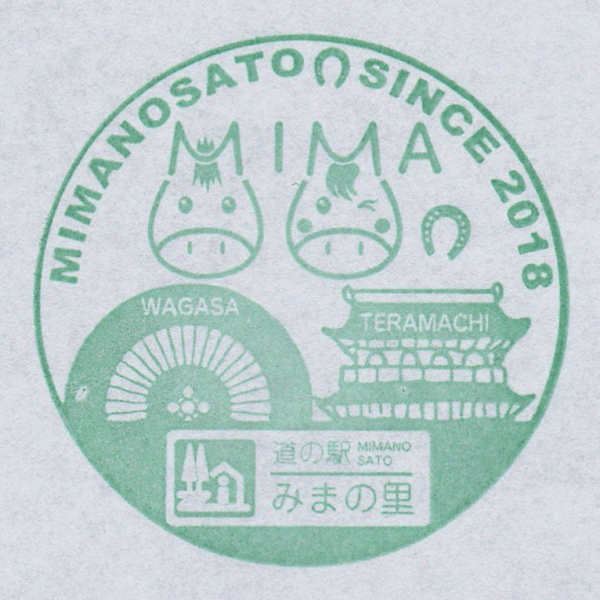 MIMANOSATO SINCE 2018
MIMA
WAGASA
TERAMACHI
道の駅 MIMANO
SATO
みまの里